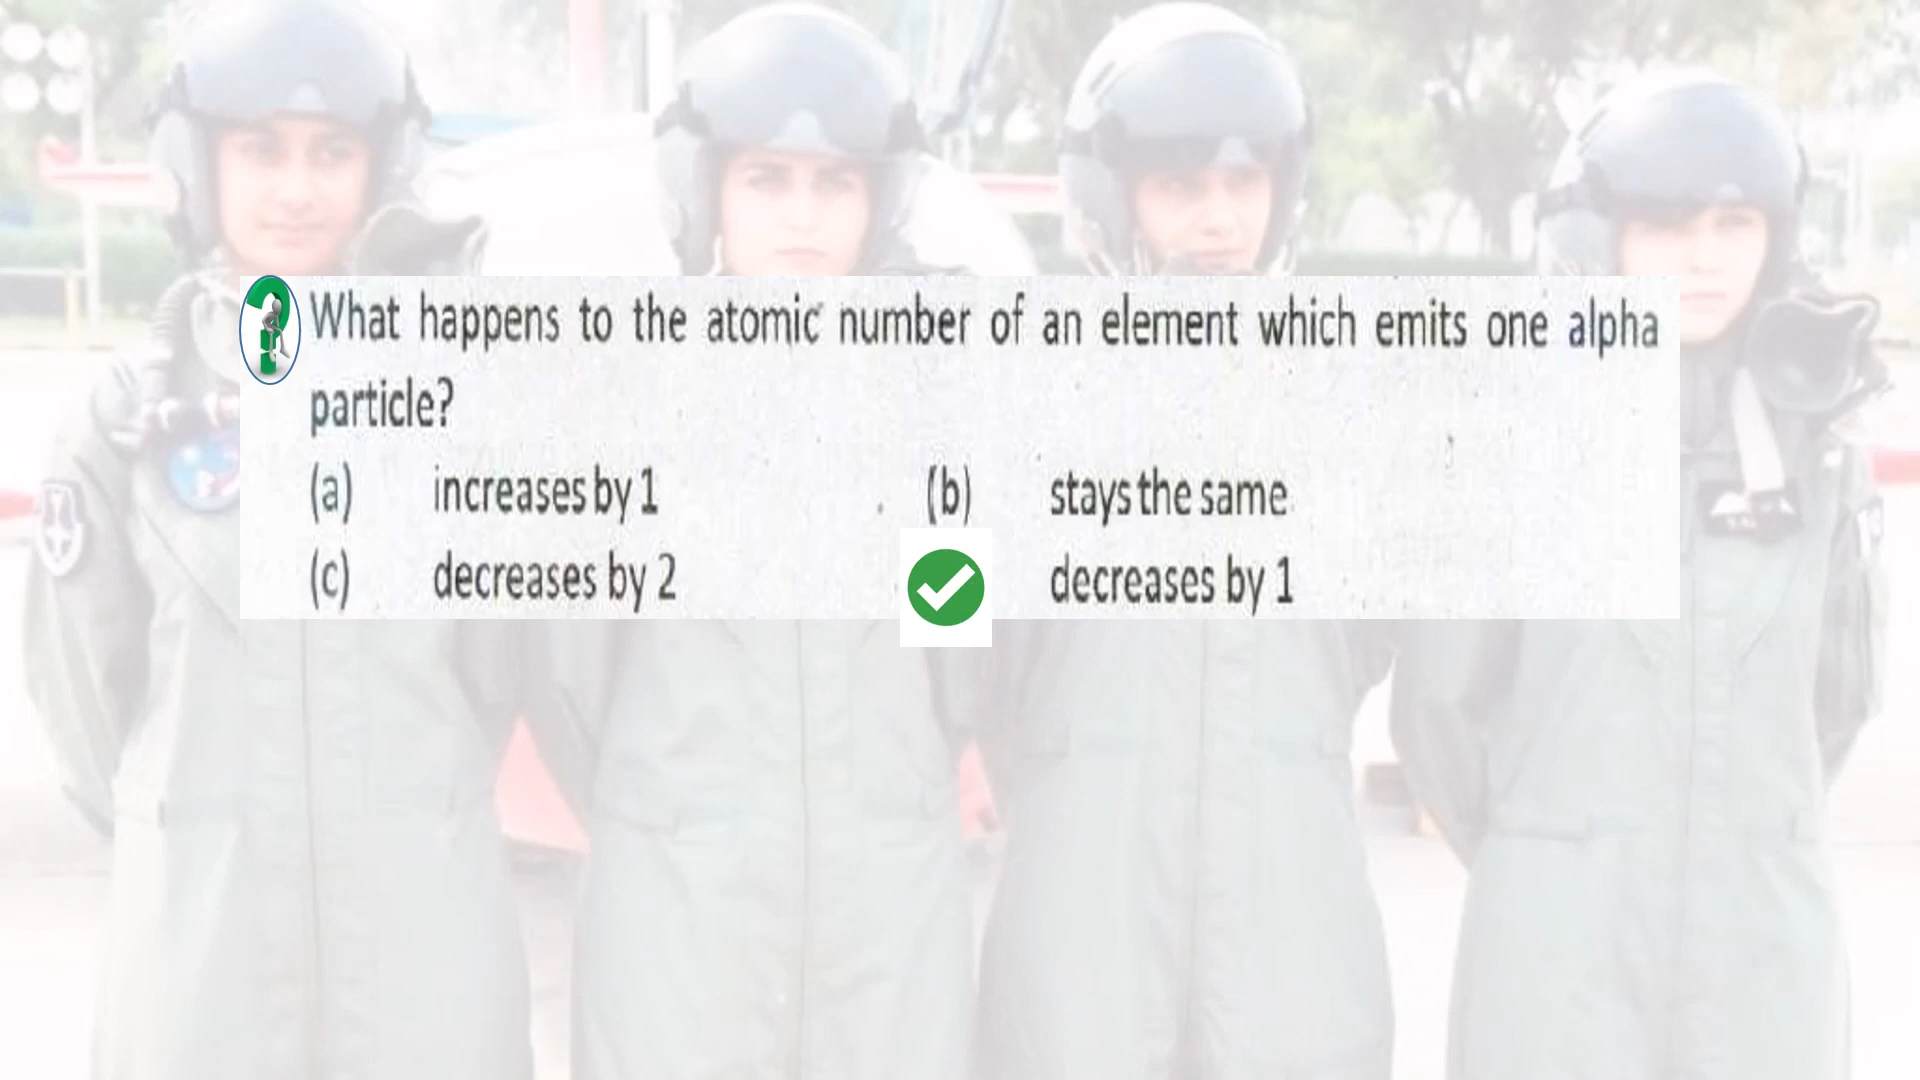 What happens to the atomic number of an element which emits one alpha
particle?
(a) increases by 1 (b) stays the same
(c) decreases by 2 decreases by 1